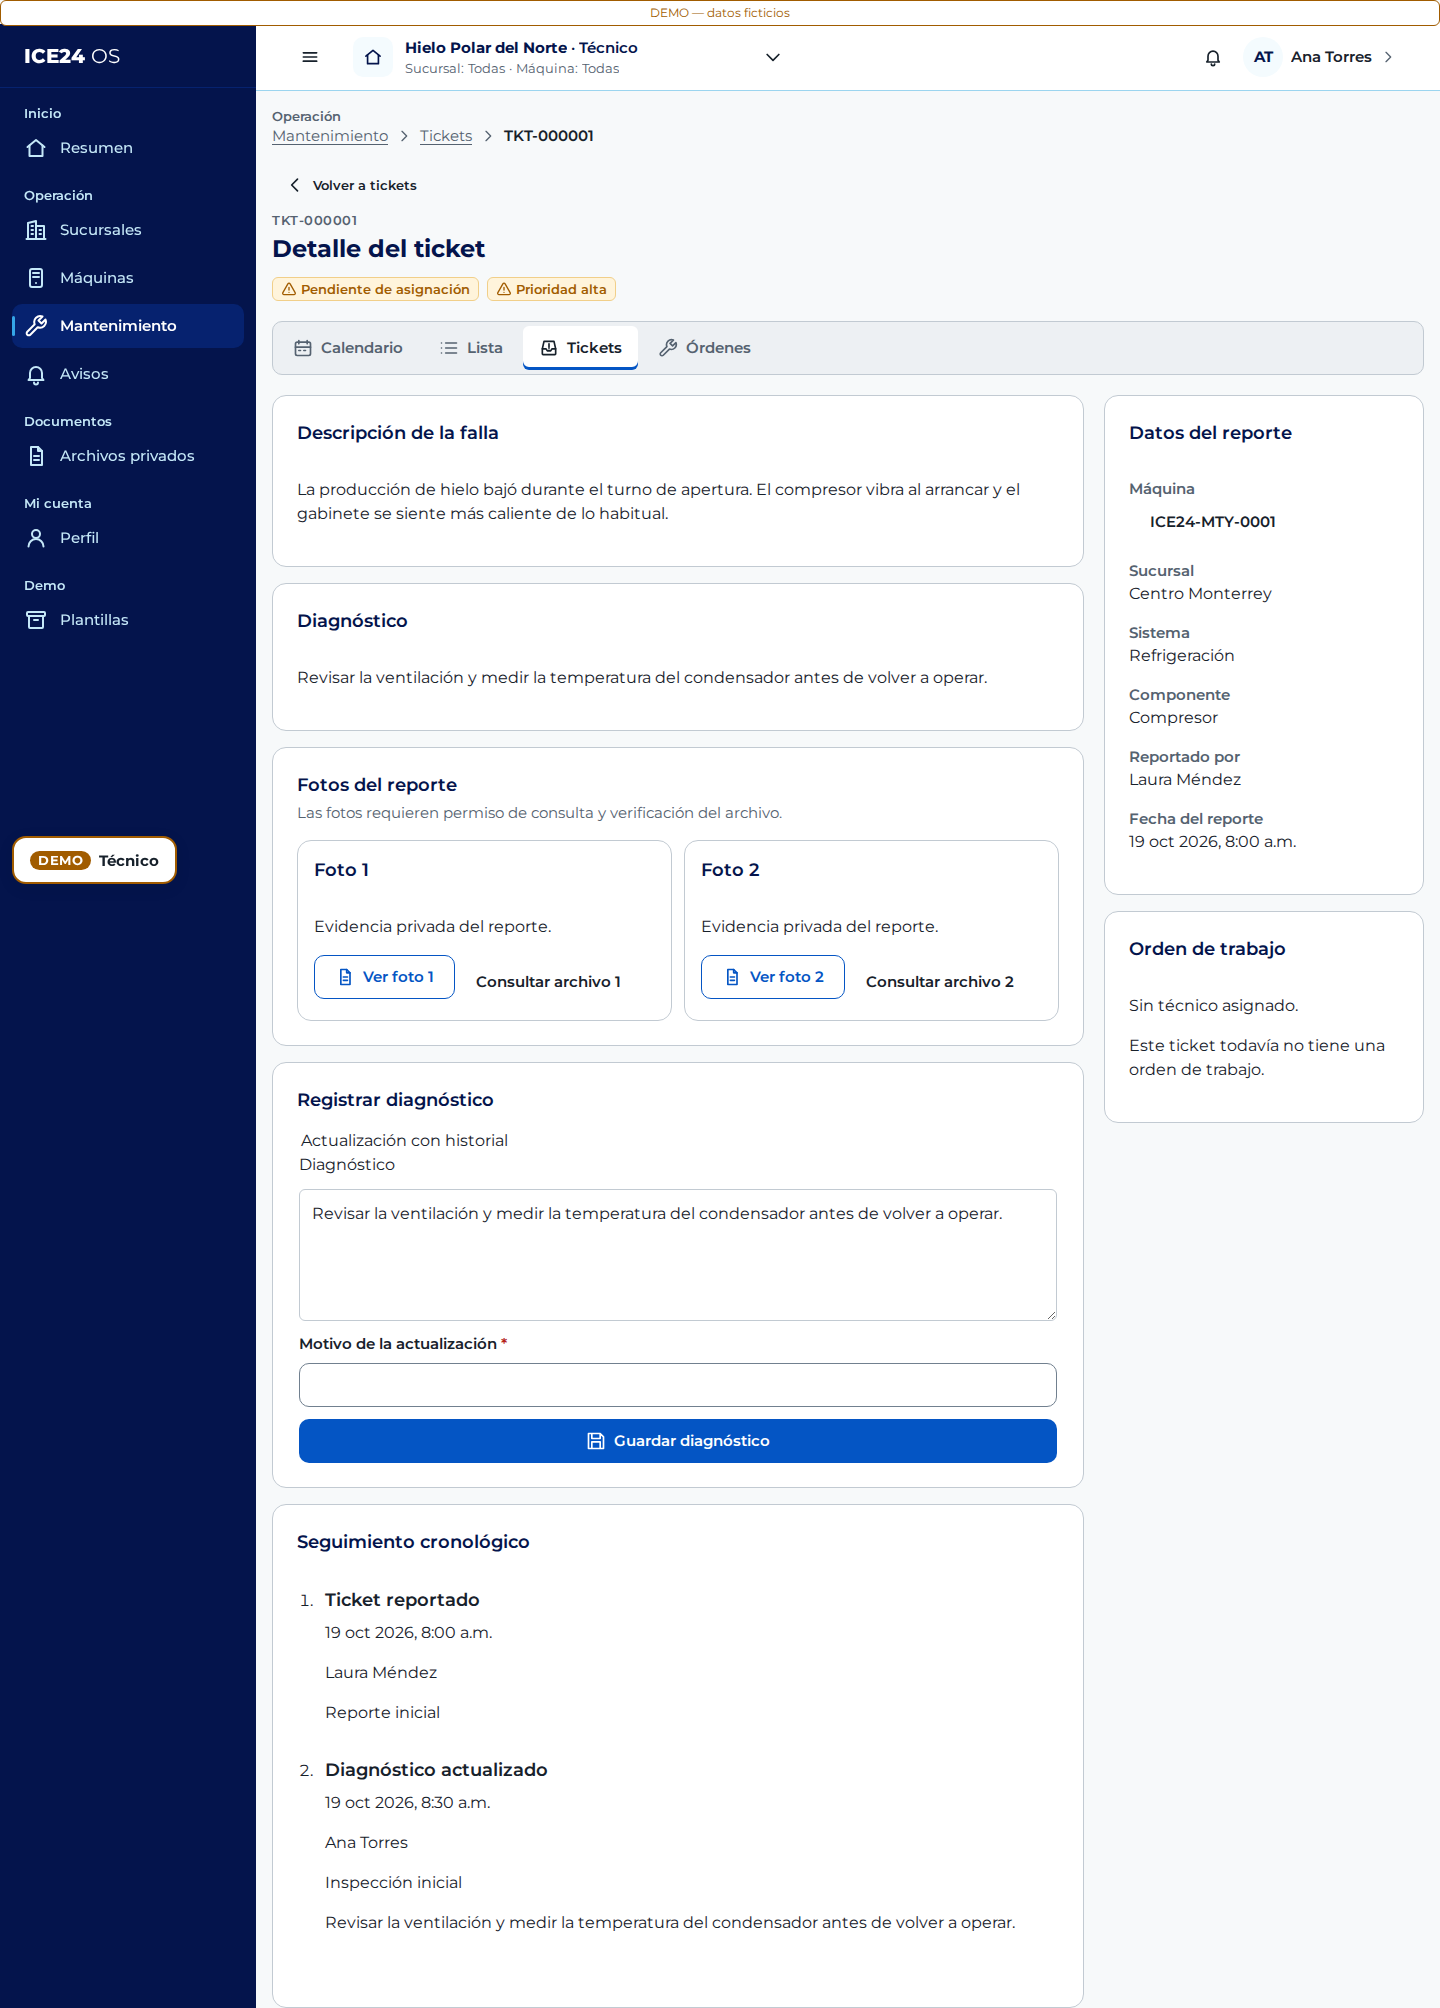 DEMO — datos ficticios
ICE24 OS
Inicio
Resumen
Operación
Sucursales
Máquinas
Mantenimiento
Avisos
Documentos
Archivos privados
Mi cuenta
Perfil
Demo
Plantillas
DEMO Técnico
Hielo Polar del Norte · Técnico
Sucursal: Todas · Máquina: Todas
AT Ana Torres
Operación
Mantenimiento > Tickets > TKT-000001
Volver a tickets
TKT-000001
Detalle del ticket
Pendiente de asignación Prioridad alta
Calendario Lista Tickets Órdenes
Descripción de la falla
La producción de hielo bajó durante el turno de apertura. El compresor vibra al arrancar y el
gabinete se siente más caliente de lo habitual.
Diagnóstico
Revisar la ventilación y medir la temperatura del condensador antes de volver a operar.
Fotos del reporte
Las fotos requieren permiso de consulta y verificación del archivo.
Foto 1
Evidencia privada del reporte.
Ver foto 1 Consultar archivo 1
Foto 2
Evidencia privada del reporte.
Ver foto 2 Consultar archivo 2
Registrar diagnóstico
Actualización con historial
Diagnóstico
Revisar la ventilación y medir la temperatura del condensador antes de volver a operar.
Motivo de la actualización *
Guardar diagnóstico
Seguimiento cronológico
1. Ticket reportado
19 oct 2026, 8:00 a.m.
Laura Méndez
Reporte inicial
2. Diagnóstico actualizado
19 oct 2026, 8:30 a.m.
Ana Torres
Inspección inicial
Revisar la ventilación y medir la temperatura del condensador antes de volver a operar.
Datos del reporte
Máquina
ICE24-MTY-0001
Sucursal
Centro Monterrey
Sistema
Refrigeración
Componente
Compresor
Reportado por
Laura Méndez
Fecha del reporte
19 oct 2026, 8:00 a.m.
Orden de trabajo
Sin técnico asignado.
Este ticket todavía no tiene una
orden de trabajo.